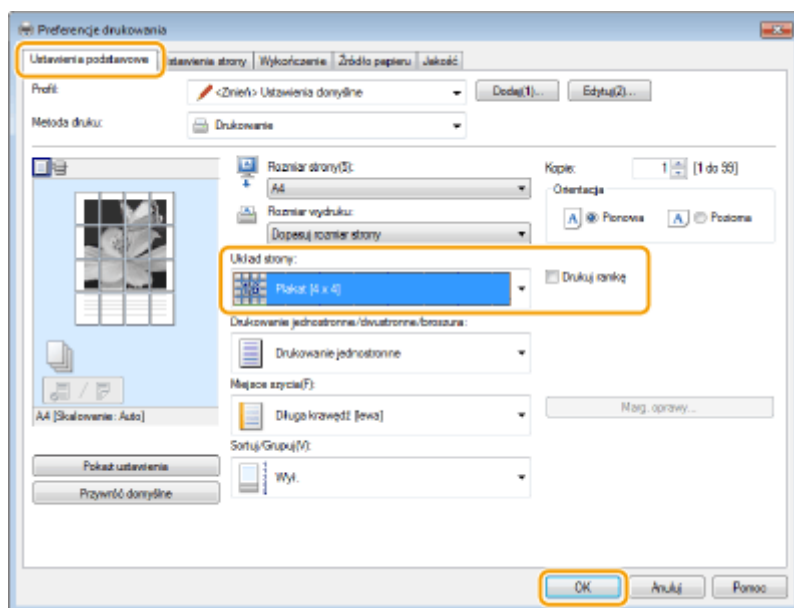 Preferencje drukowania
Ustawienia podstawowe
stawienia strony
Wykończenie
Źródło papieru
Jakość
Profil:
<Zmień> Ustawienia domyślne
Dodaj(1)...
Edytuj(2)...
Metoda druku:
Drukowanie
Rozmiar strony(S):
A4
Kopie:
1
[1 do 99]
Orientacja
A
Pionowa
A
Pozioma
Rozmiar wydruku:
Dopasuj rozmiar strony
Układ strony:
Plakat [4 x 4]
Drukuj ramkę
Drukowanie jednostronne/dwustronne/broszura:
Drukowanie jednostronne
Miejsce szycia(F):
Długa krawędź [lewa]
Marg. oprawy...
A4 [Skalowanie: Auto]
Sortuj/Grupuj(V):
Wył.
Pokaż ustawienia
Przywróć domyślne
OK
Anuluj
Pomoc